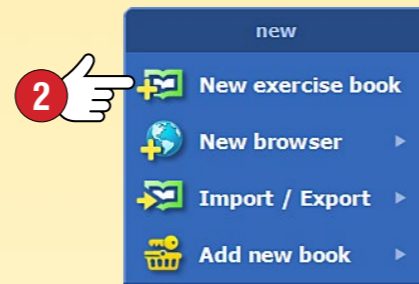 new
2
New exercise book
New browser
Import / Export
Add new book